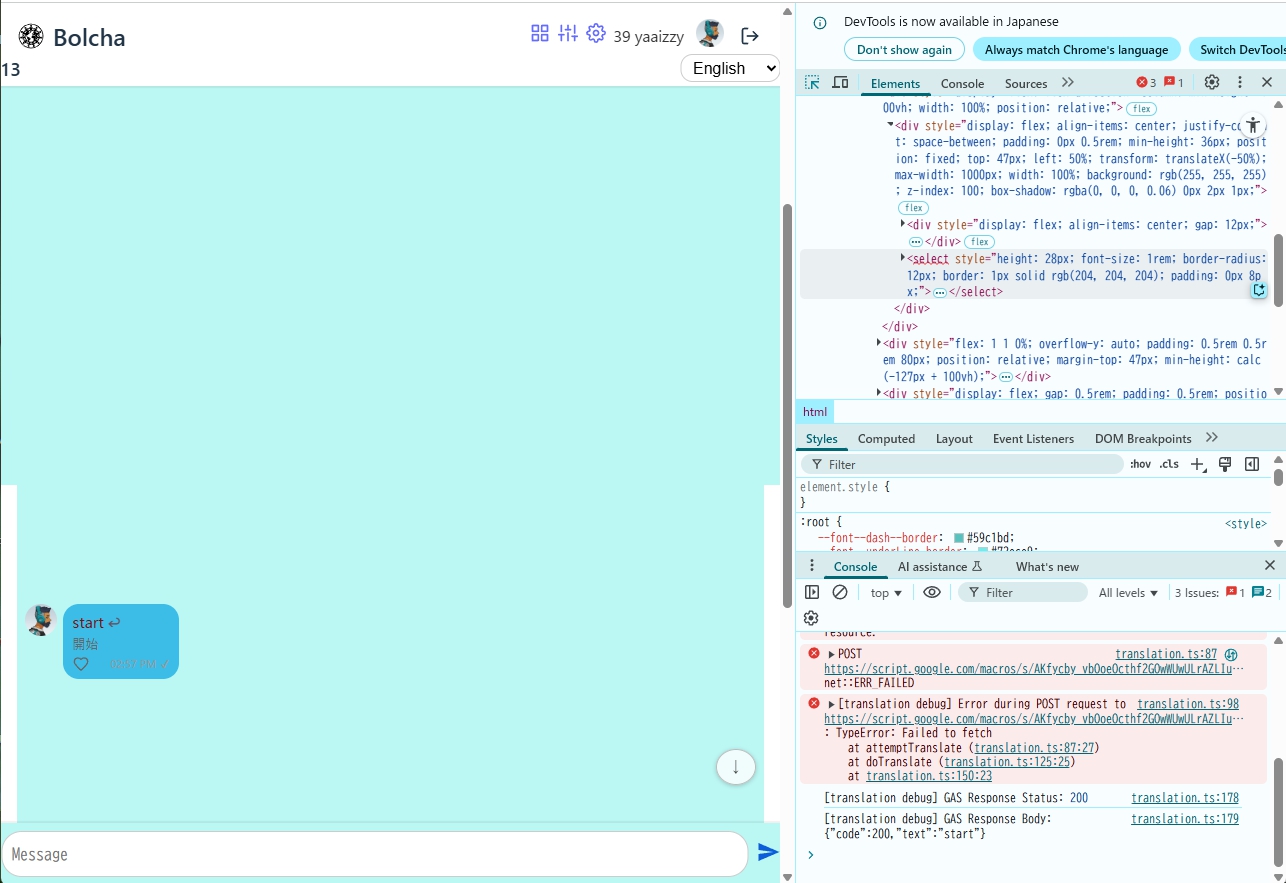 Bolcha
39 yaaizzy
13
English
start ↩
開始
02:57 PM ✓
↓
Message
DevTools is now available in Japanese
Don't show again
Always match Chrome's language
Switch DevTools
Elements
Console
Sources
3
1
00vh; width: 100%; position: relative;"> flex
<div style="display: flex; align-items: center; justify-co
t: space-between; padding: 0px 0.5rem; min-height: 36px; posit
ion: fixed; top: 47px; left: 50%; transform: translateX(-50%);
max-width: 1000px; width: 100%; background: rgb(255, 255, 255)
; z-index: 100; box-shadow: rgba(0, 0, 0, 0.06) 0px 2px 1px;">
flex
<div style="display: flex; align-items: center; gap: 12px;">
</div> flex
<select style="height: 28px; font-size: 1rem; border-radius:
12px; border: 1px solid rgb(204, 204, 204); padding: 0px 8p
x;"> </select>
</div>
</div>
<div style="flex: 1 1 0%; overflow-y: auto; padding: 0.5rem 0.5r
em 80px; position: relative; margin-top: 47px; min-height: calc
(-127px + 100vh);"> </div>
<div style="display: flex; gap: 0.5rem; padding: 0.5rem; positio
html
Styles
Computed
Layout
Event Listeners
DOM Breakpoints
Filter
:hov .cls
element.style {
}
:root {
<style>
--font--dash--border: #59c1bd;
Console
AI assistance
What's new
top
Filter
All levels
3 Issues: 1 2
resource.
POST translation.ts:87
https://script.google.com/macros/s/AKfycby_vbOoeOcthf2GOwWUwULrAZLIu…
net::ERR_FAILED
[translation debug] Error during POST request to translation.ts:98
https://script.google.com/macros/s/AKfycby_vbOoeOcthf2GOwWUwULrAZLIu…
: TypeError: Failed to fetch
at attemptTranslate (translation.ts:87:27)
at doTranslate (translation.ts:125:25)
at translation.ts:150:23
[translation debug] GAS Response Status: 200 translation.ts:178
[translation debug] GAS Response Body: translation.ts:179
{"code":200,"text":"start"}